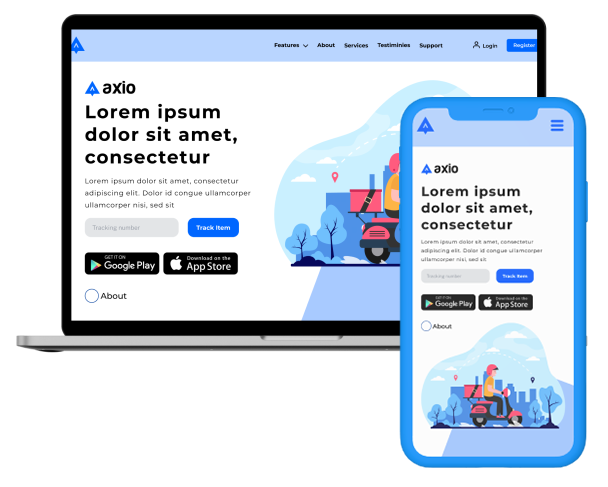 Features About Services Testiminies Support Login Register
axio
Lorem ipsum
dolor sit amet,
consectetur
Lorem ipsum dolor sit amet, consectetur
adipiscing elit. Dolor id congue ullamcorper
ullamcorper nisi, sed sit
Tracking number Track Item
GET IT ON
Google Play
Download on the
App Store
About
axio
Lorem ipsum
dolor sit amet,
consectetur
Lorem ipsum dolor sit amet, consectetur
adipiscing elit. Dolor id congue ullamcorper
ullamcorper nisi, sed sit
Tracking number Track Item
GET IT ON
Google Play
Download on the
App Store
About